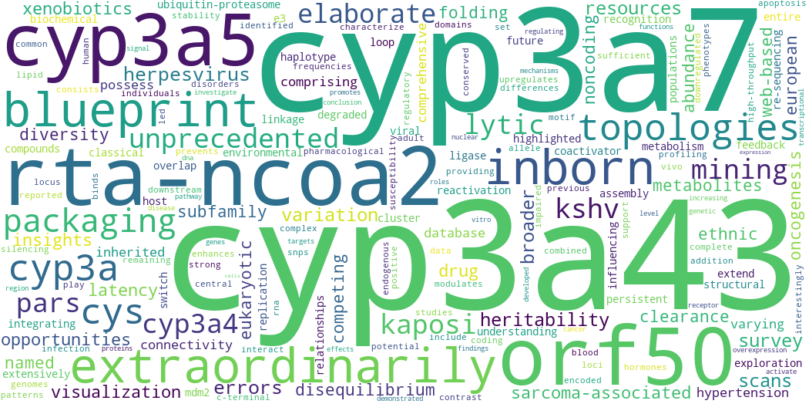 xenobiotics ubiquitin-proteasome e3 elaborate folding resources
biochemical identified characterize loop domains set regulating functions
cyp3a5 cyp3a7 stability
common human signal haplotype frequencies future comprehensive conserved upregulates differences noncoding recognition populations abundance downregulates phenotypes high-throughput web-based re-sequencing european apoptosis
lipid consists disorders investigate herpesvirus
individuals mechanisms promotes possess comprising sufficient
blueprint led linkage regulatory lytic topologies
diversity conclusion degraded viral adult nuclear motif transcriptional
unprecedented highlighted allele coactivator metabolism feedback
compounds classical environmental pharmacological susceptibility ligase profiling expression
prevents dna providing vivo
rta-ncoa2 inborn mining
locus binds overlap downstream pathway reactivation previous assembly influencing impaired metabolites oncogenesis
reported host subfamily cluster roles broader kshv support level
packaging variation database locus
insights disease genes complex endogenous positive data combined increasing genetic ethnic
inherited eukaryotic enhances targets strong snps modulates drug developed complete extend interestingly
cyp3a silencing remaining switch central replication competing cyp3a43 addition structural persistent
region play latency vitro receptor clearance
pars cys cyp3a4 rna relationships kaposi heritability varying
integrating studies understanding
opportunities connectivity interact potential include coding blood loci survey
named infection proteins effects findings hormones encoded exploration
extensively extraordinarily orf50 scans
genomes mdm2 errors disequilibrium sarcoma-associated overexpression activate
patterns visualization c-terminal demonstrated contrast hypertension